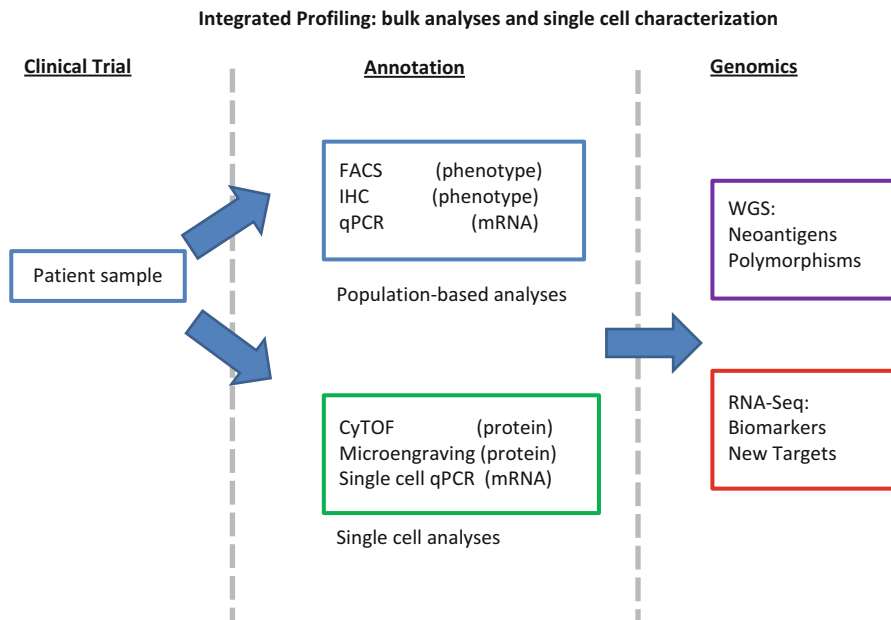 Integrated Profiling: bulk analyses and single cell characterization
Clinical Trial
Annotation
Genomics
Patient sample
FACS (phenotype)
IHC (phenotype)
qPCR (mRNA)
Population-based analyses
CyTOF (protein)
Microengraving (protein)
Single cell qPCR (mRNA)
Single cell analyses
WGS:
Neoantigens
Polymorphisms
RNA-Seq:
Biomarkers
New Targets